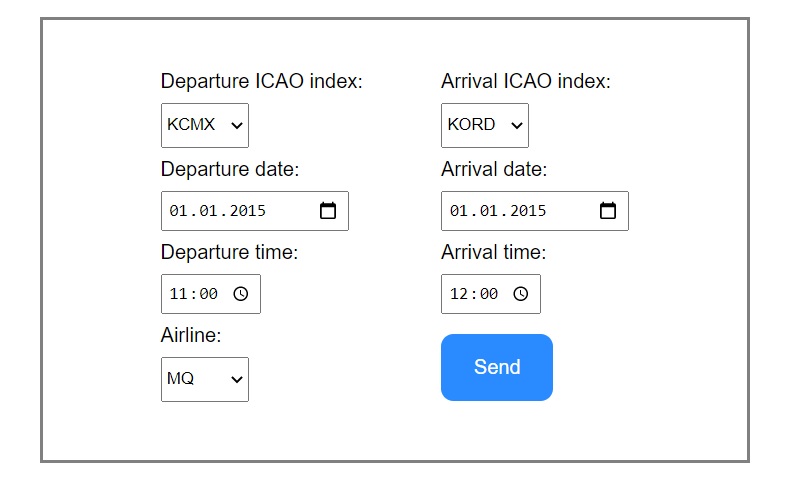 Departure ICAO index:
Arrival ICAO index:
KCMX
KORD
Departure date:
Arrival date:
01.01.2015
01.01.2015
Departure time:
Arrival time:
11:00
12:00
Airline:
MQ
Send